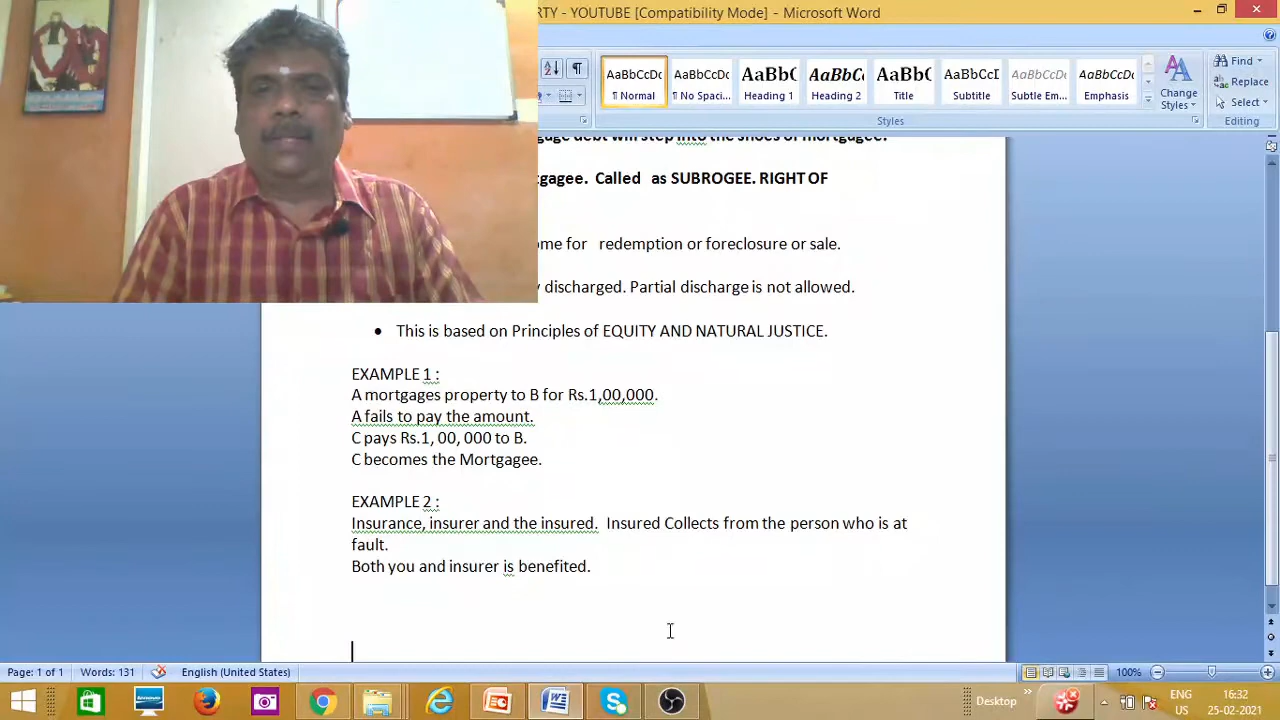 RTY - YOUTUBE [Compatibility Mode] - Microsoft Word
AaBbCcDc AaBbCcDc AaBbC AaBbCc AaBbC AaBbCcI AaBbCcDc AaBbCcDc
¶ Normal ¶ No Spaci... Heading 1 Heading 2 Title Subtitle Subtle Em... Emphasis
Change Styles
Find
Replace
Select
Styles
Editing
gage debt will step into the shoes of mortgagee.
tgagee. Called as SUBROGEE. RIGHT OF
ome for redemption or foreclosure or sale.
y discharged. Partial discharge is not allowed.
• This is based on Principles of EQUITY AND NATURAL JUSTICE.
EXAMPLE 1 :
A mortgages property to B for Rs.1,00,000.
A fails to pay the amount.
C pays Rs.1, 00, 000 to B.
C becomes the Mortgagee.
EXAMPLE 2 :
Insurance, insurer and the insured. Insured Collects from the person who is at
fault.
Both you and insurer is benefited.
Page: 1 of 1 Words: 131 English (United States) 100%
Desktop » ENG 16:32
US 25-02-2021